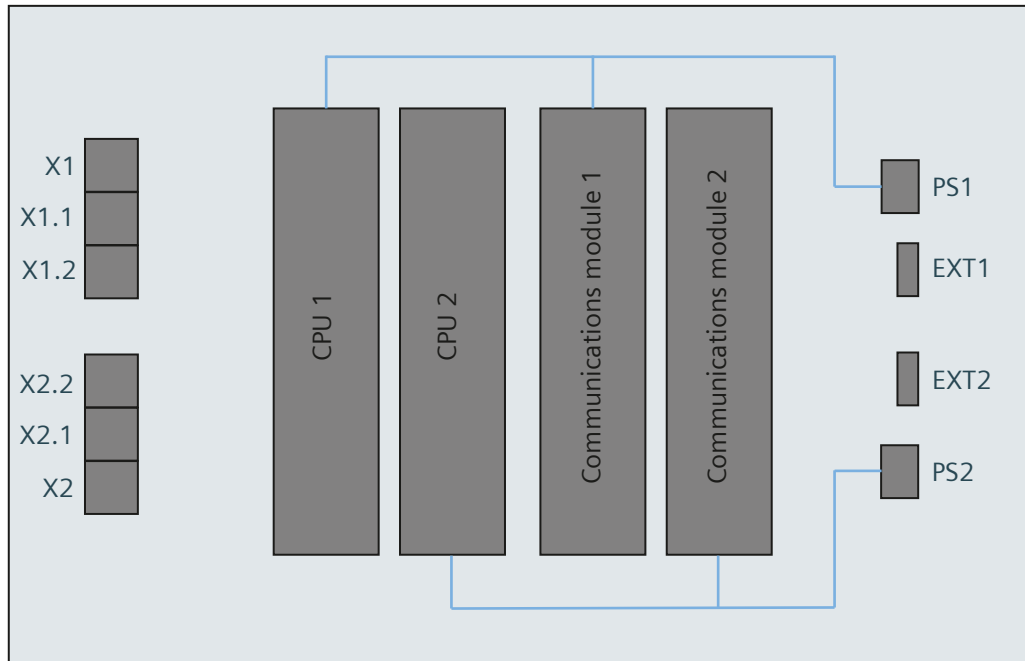 X1
X1.1
X1.2
X2.2
X2.1
X2
CPU 1
CPU 2
Communications module 1
Communications module 2
PS1
EXT1
EXT2
PS2